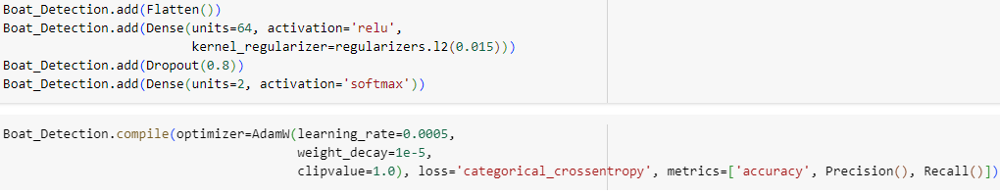 Boat_Detection.add(Flatten())
Boat_Detection.add(Dense(units=64, activation='relu',
                         kernel_regularizer=regularizers.l2(0.015)))
Boat_Detection.add(Dropout(0.8))
Boat_Detection.add(Dense(units=2, activation='softmax'))
Boat_Detection.compile(optimizer=AdamW(learning_rate=0.0005,
                                       weight_decay=1e-5,
                                       clipvalue=1.0), loss='categorical_crossentropy', metrics=['accuracy', Precision(), Recall()])